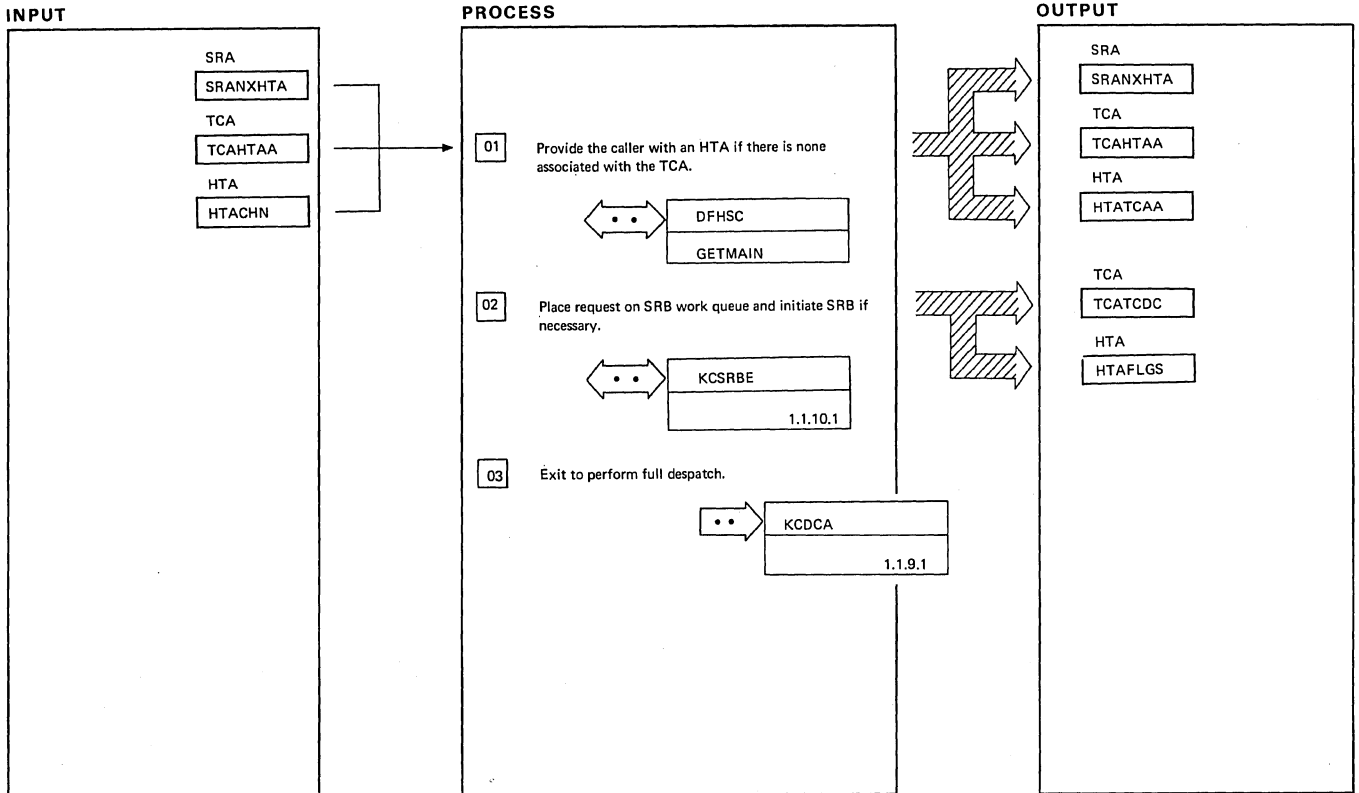 INPUT
SRA
SRANXHTA
TCA
TCAHTAA
HTA
HTACHN
PROCESS
01 Provide the caller with an HTA if there is none
associated with the TCA.
DFHSC
GETMAIN
02 Place request on SRB work queue and initiate SRB if
necessary.
KCSRBE
1.1.10.1
03 Exit to perform full despatch.
KCDCA
1.1.9.1
OUTPUT
SRA
SRANXHTA
TCA
TCAHTAA
HTA
HTATCAA
TCA
TCATCDC
HTA
HTAFLGS